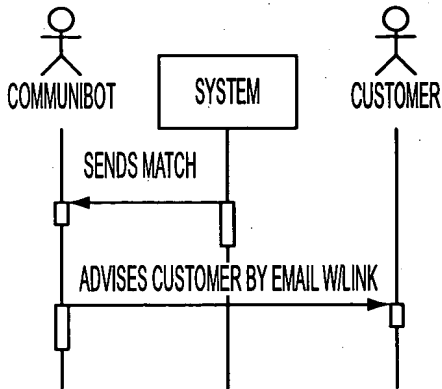 COMMUNIBOT
SYSTEM
CUSTOMER
SENDS MATCH
ADVISES CUSTOMER BY EMAIL W/LINK